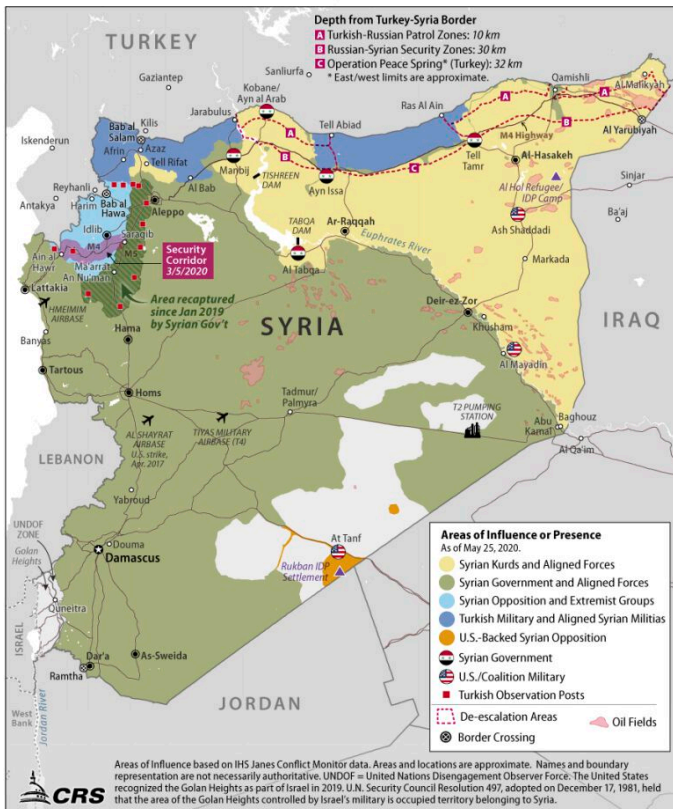 Depth from Turkey-Syria Border
A Turkish-Russian Patrol Zones: 10 km
B Russian-Syrian Security Zones: 30 km
C Operation Peace Spring* (Turkey): 32 km
* East/west limits are approximate.
TURKEY
Gaziantep
Sanliurfa
Kobane/
Ayn al Arab
Qamishli
Al Malikiyah
A
A
A
B
B
C
Jarabulus
Tell Abiad
Ras Al Ain
Bab al
Salam
Kilis
Azaz
Afrin
Tell Rifat
Iskenderun
M4 Highway
Al Yarubiyah
Manbij
Tell
Tamr
Al-Hasakeh
Ayn Issa
Reyhanli
Harim
Bab al
Hawa
Antakya
Al Bab
TISHREEN
DAM
Aleppo
Al Hol Refugee/
IDP Camp
Sinjar
Ba'aj
Idlib
Saraqib
M4
M5
TABQA
DAM
Ar-Raqqah
Ash Shaddadi
Euphrates River
Security
Corridor
3/5/2020
Ain al
Hawr
Ma'arrat
An Nu'man
Al Tabqa
Markada
Lattakia
HMEIMIM
AIRBASE
Area recaptured
since Jan 2019
by Syrian Gov't
SYRIA
Deir-ez-Zor
Khusham
IRAQ
Banyas
Hama
Al Mayadin
Tartous
Homs
Tadmur/
Palmyra
T2 PUMPING
STATION
Abu
Kamal
Baghouz
Al-Qa'im
AL SHAYRAT
AIRBASE
U.S. strike,
Apr. 2017
TIYAS MILITARY
AIRBASE (T4)
LEBANON
Yabroud
UNDOF
ZONE
Golan
Heights
Douma
Damascus
At Tanf
Rukban IDP
Settlement
Quneitra
ISRAEL
Dar'a
As-Sweida
Ramtha
Jordan River
West
Bank
JORDAN
Areas of Influence or Presence
As of May 25, 2020.
Syrian Kurds and Aligned Forces
Syrian Government and Aligned Forces
Syrian Opposition and Extremist Groups
Turkish Military and Aligned Syrian Militias
U.S.-Backed Syrian Opposition
Syrian Government
U.S./Coalition Military
Turkish Observation Posts
De-escalation Areas
Oil Fields
Border Crossing
CRS
Areas of Influence based on IHS Janes Conflict Monitor data. Areas and locations are approximate. Names and boundary
representation are not necessarily authoritative. UNDOF = United Nations Disengagement Observer Force. The United States
recognized the Golan Heights as part of Israel in 2019. U.N. Security Council Resolution 497, adopted on December 17, 1981, held
that the area of the Golan Heights controlled by Israel's military is occupied territory belonging to Syria.